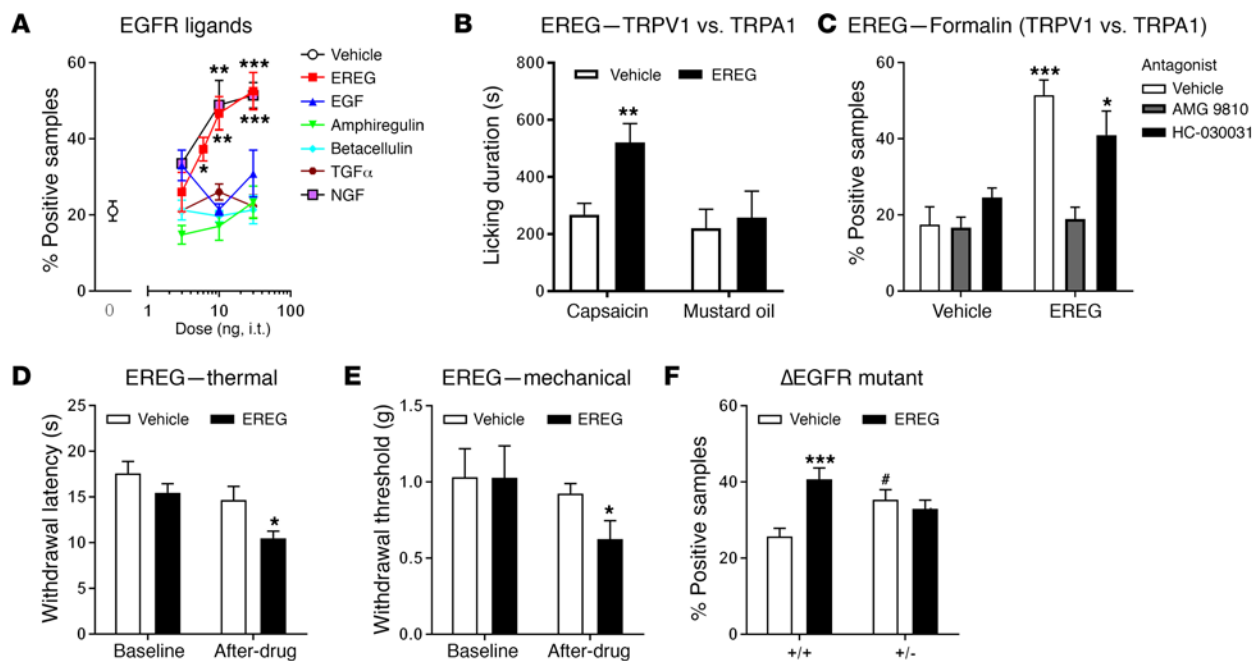 A EGFR ligands
% Positive samples
60
40
20
0
0
1
10
100
Dose (ng, i.t.)
**
***
*
**
***
Vehicle
EREG
EGF
Amphiregulin
Betacellulin
TGFα
NGF
B EREG—TRPV1 vs. TRPA1
Licking duration (s)
800
600
400
200
0
Vehicle EREG
**
Capsaicin Mustard oil
C EREG—Formalin (TRPV1 vs. TRPA1)
% Positive samples
60
40
20
0
***
*
Vehicle EREG
Antagonist
Vehicle
AMG 9810
HC-030031
D EREG—thermal
Withdrawal latency (s)
25
20
15
10
5
0
Vehicle EREG
*
Baseline After-drug
E EREG—mechanical
Withdrawal threshold (g)
1.5
1.0
0.5
0.0
Vehicle EREG
*
Baseline After-drug
F ΔEGFR mutant
% Positive samples
60
40
20
0
Vehicle EREG
***
#
+/+ +/-